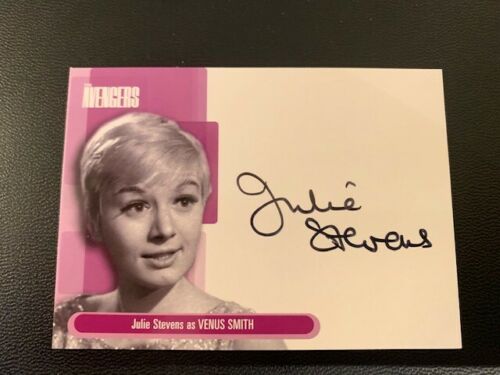 THE AVENGERS
Julie
Stevens
Julie Stevens as VENUS SMITH